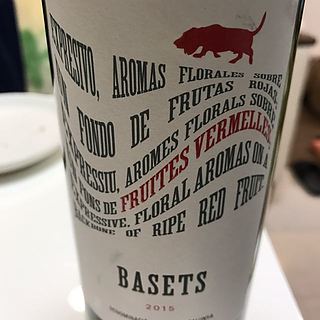 EXPRESIVO, AROMAS FLORALES SOBRE
UN FONDO DE FRUTAS ROJAS.
EXPRESSIU, AROMES FLORALS SOBRE
FONS DE FRUITES VERMELLES.
EXPRESSIVE. FLORAL AROMAS ON A
BACKBONE OF RIPE RED FRUIT.
BASETS
2015